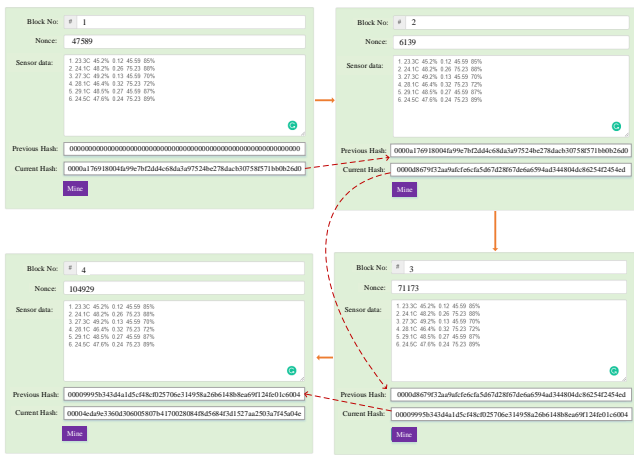 Block No: # 1
Nonce: 47589
Sensor data:
1. 23.3C 45.2% 0.12 45.59 85%
2. 24.1C 48.2% 0.26 75.23 88%
3. 27.3C 49.2% 0.13 45.59 70%
4. 28.1C 46.4% 0.32 75.23 72%
5. 29.1C 48.5% 0.27 45.59 87%
6. 24.5C 47.6% 0.24 75.23 89%
Previous Hash: 0000000000000000000000000000000000000000000000000000000000000000
Current Hash: 0000a176918004fa99e7bf2dd4c68da3a97524be278dacb30758f571bb0b26d0
Mine
Block No: # 2
Nonce: 6139
Sensor data:
1. 23.3C 45.2% 0.12 45.59 85%
2. 24.1C 48.2% 0.26 75.23 88%
3. 27.3C 49.2% 0.13 45.59 70%
4. 28.1C 46.4% 0.32 75.23 72%
5. 29.1C 48.5% 0.27 45.59 87%
6. 24.5C 47.6% 0.24 75.23 89%
Previous Hash: 0000a176918004fa99e7bf2dd4c68da3a97524be278dacb30758f571bb0b26d0
Current Hash: 0000d8679f32aa9afcfe6cfa5d67d28f67de6a6594ad344804dc86254f2454ed
Mine
Block No: # 4
Nonce: 104929
Sensor data:
1. 23.3C 45.2% 0.12 45.59 85%
2. 24.1C 48.2% 0.26 75.23 88%
3. 27.3C 49.2% 0.13 45.59 70%
4. 28.1C 46.4% 0.32 75.23 72%
5. 29.1C 48.5% 0.27 45.59 87%
6. 24.5C 47.6% 0.24 75.23 89%
Previous Hash: 00009995b343d4a1d5cf48cf025706e314958a26b6148b8ea69f124fe01c6004
Current Hash: 00004eda9e3360d306005807b4170028084f8d5684f3d1527aa2503a7f45a04e
Mine
Block No: # 3
Nonce: 71173
Sensor data:
1. 23.3C 45.2% 0.12 45.59 85%
2. 24.1C 48.2% 0.26 75.23 88%
3. 27.3C 49.2% 0.13 45.59 70%
4. 28.1C 46.4% 0.32 75.23 72%
5. 29.1C 48.5% 0.27 45.59 87%
6. 24.5C 47.6% 0.24 75.23 89%
Previous Hash: 0000d8679f32aa9afcfe6cfa5d67d28f67de6a6594ad344804dc86254f2454ed
Current Hash: 00009995b343d4a1d5cf48cf025706e314958a26b6148b8ea69f124fe01c6004
Mine